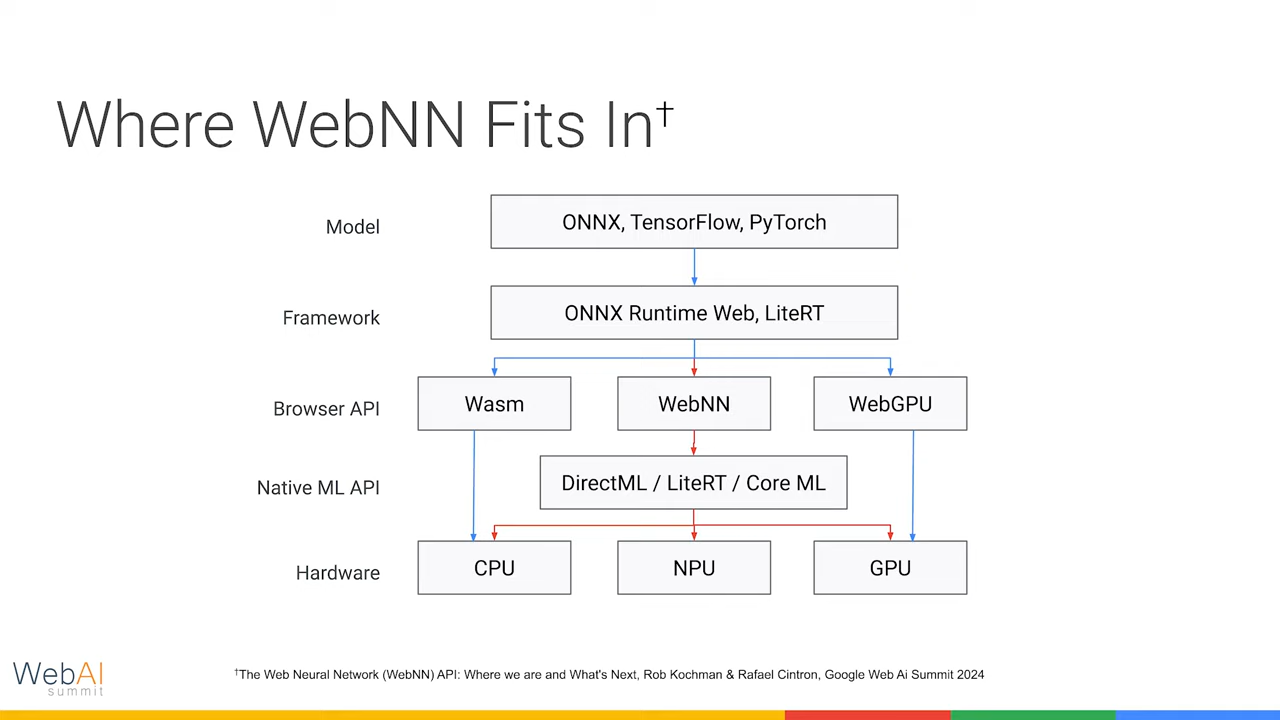 Where WebNN Fits In†
Model
ONNX, TensorFlow, PyTorch
Framework
ONNX Runtime Web, LiteRT
Browser API
Wasm
WebNN
WebGPU
Native ML API
DirectML / LiteRT / Core ML
Hardware
CPU
NPU
GPU
WebAI
summit
†The Web Neural Network (WebNN) API: Where we are and What's Next, Rob Kochman & Rafael Cintron, Google Web Ai Summit 2024